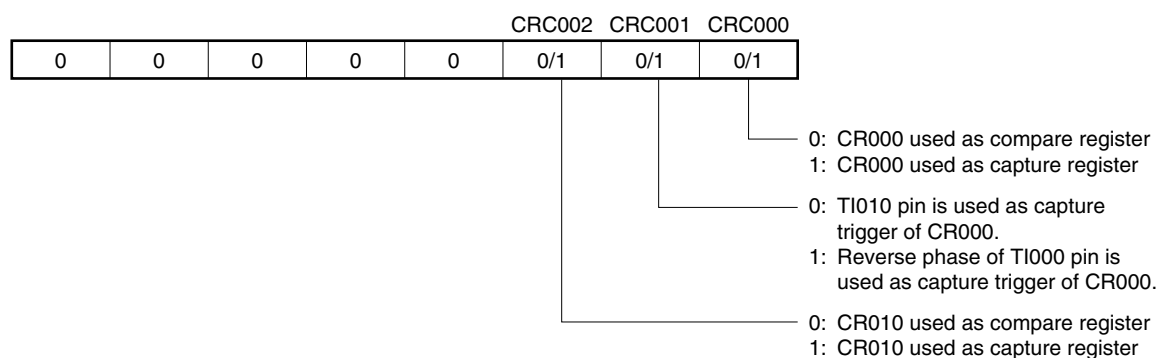 CRC002 CRC001 CRC000
0 0 0 0 0 0/1 0/1 0/1
0: CR000 used as compare register
1: CR000 used as capture register
0: TI010 pin is used as capture
trigger of CR000.
1: Reverse phase of TI000 pin is
used as capture trigger of CR000.
0: CR010 used as compare register
1: CR010 used as capture register